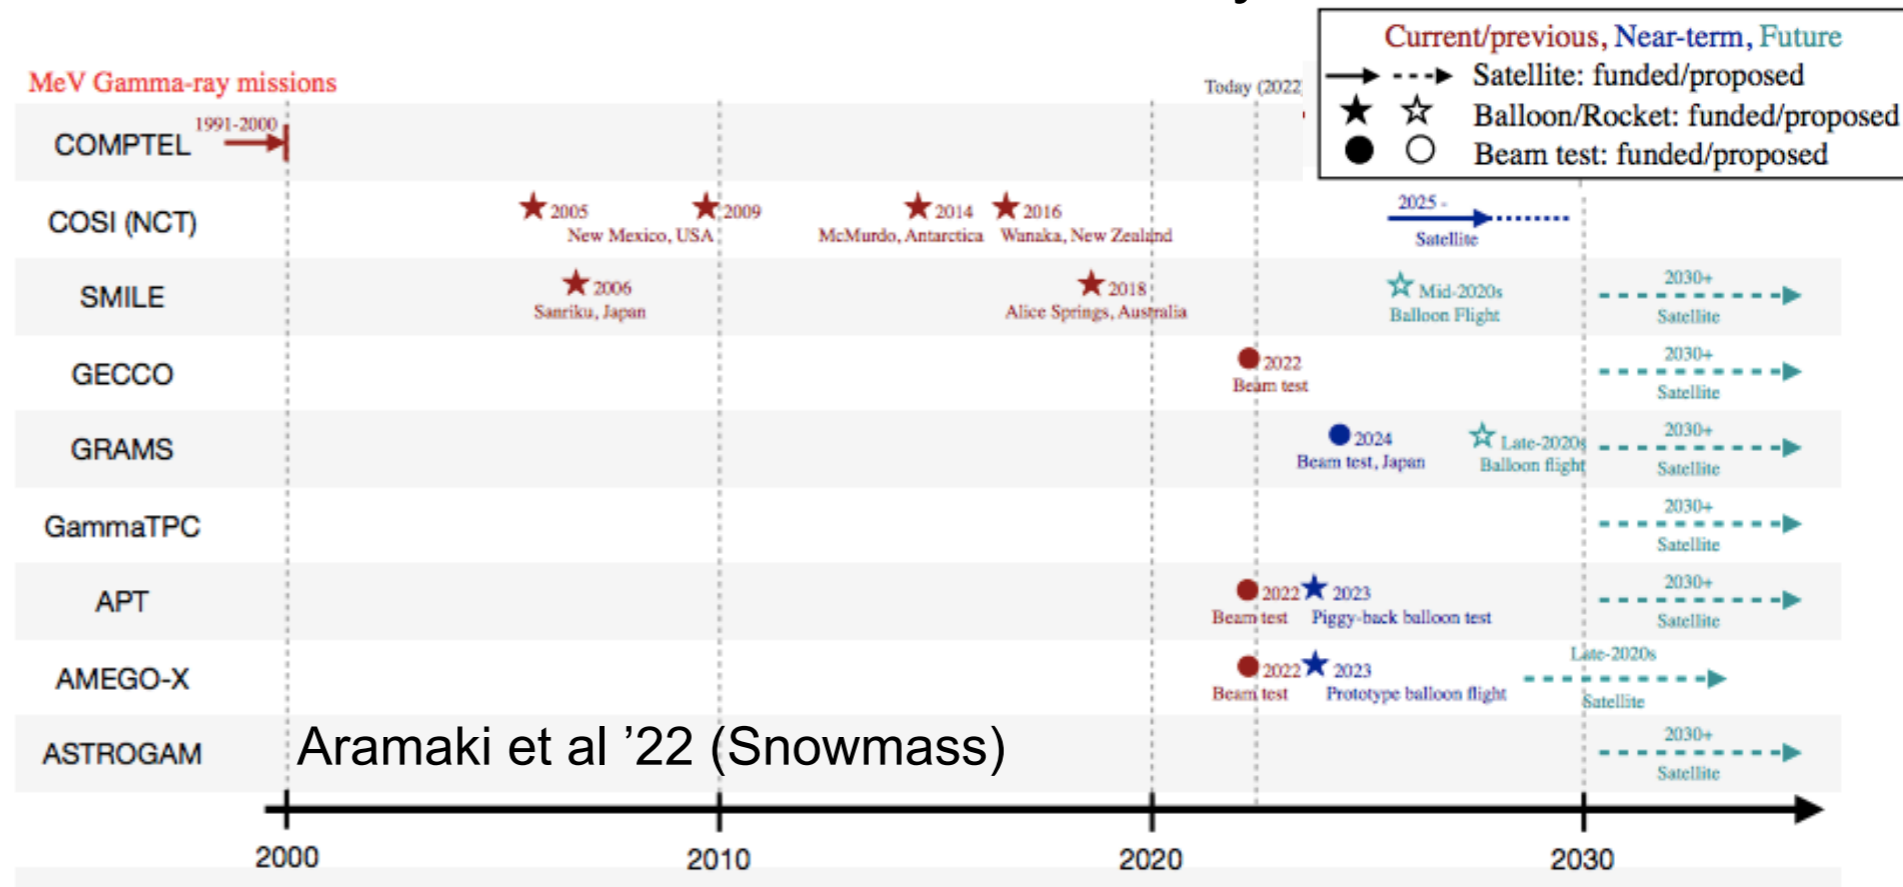 Current/previous, Near-term, Future
Satellite: funded/proposed
Balloon/Rocket: funded/proposed
Beam test: funded/proposed
MeV Gamma-ray missions
Today (2022
COMPTEL
1991-2000
COSI (NCT)
2005
2009
New Mexico, USA
2014
McMurdo, Antarctica
2016
Wanaka, New Zealand
2025 -
Satellite
SMILE
2006
Sanriku, Japan
2018
Alice Springs, Australia
Mid-2020s
Balloon Flight
2030+
Satellite
GECCO
2022
Beam test
2030+
Satellite
GRAMS
2024
Beam test, Japan
Late-2020s
Balloon flight
2030+
Satellite
GammaTPC
2030+
Satellite
APT
2022
Beam test
2023
Piggy-back balloon test
2030+
Satellite
AMEGO-X
2022
Beam test
2023
Prototype balloon flight
Late-2020s
Satellite
ASTROGAM
Aramaki et al ’22 (Snowmass)
2030+
Satellite
2000 2010 2020 2030